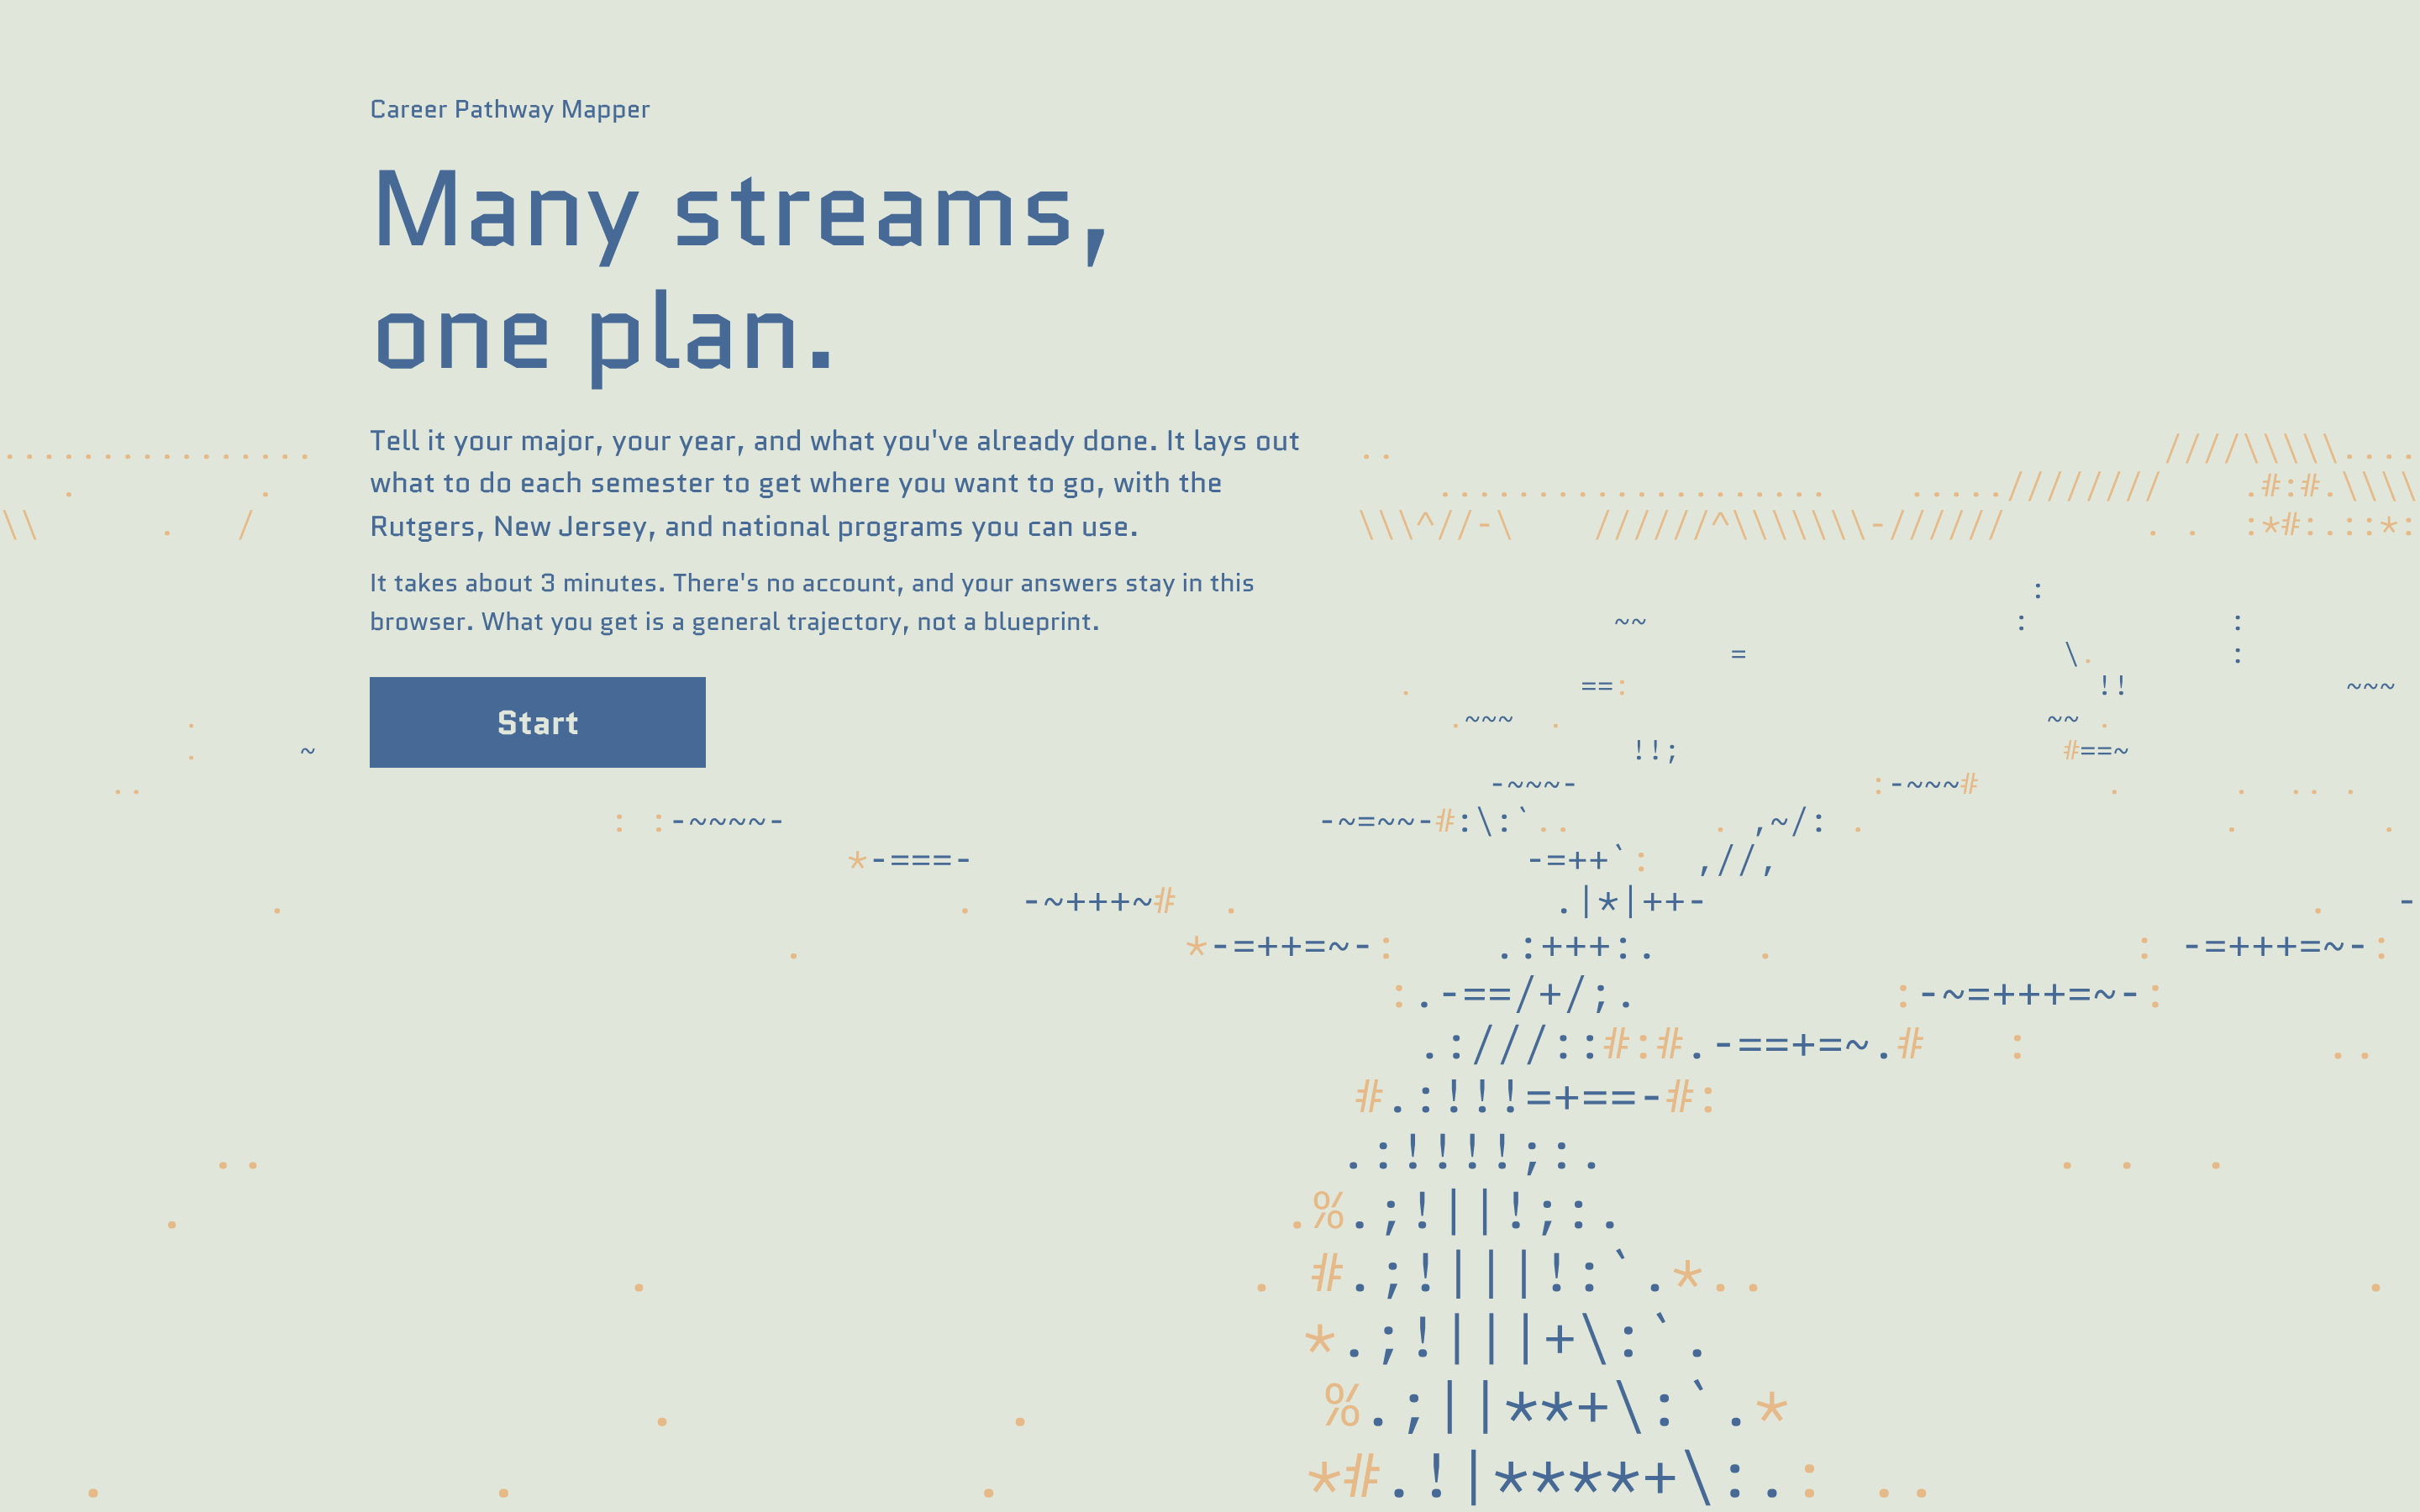 Career Pathway Mapper
Many streams,
one plan.
Tell it your major, your year, and what you've already done. It lays out
what to do each semester to get where you want to go, with the
Rutgers, New Jersey, and national programs you can use.
It takes about 3 minutes. There's no account, and your answers stay in this
browser. What you get is a general trajectory, not a blueprint.
Start